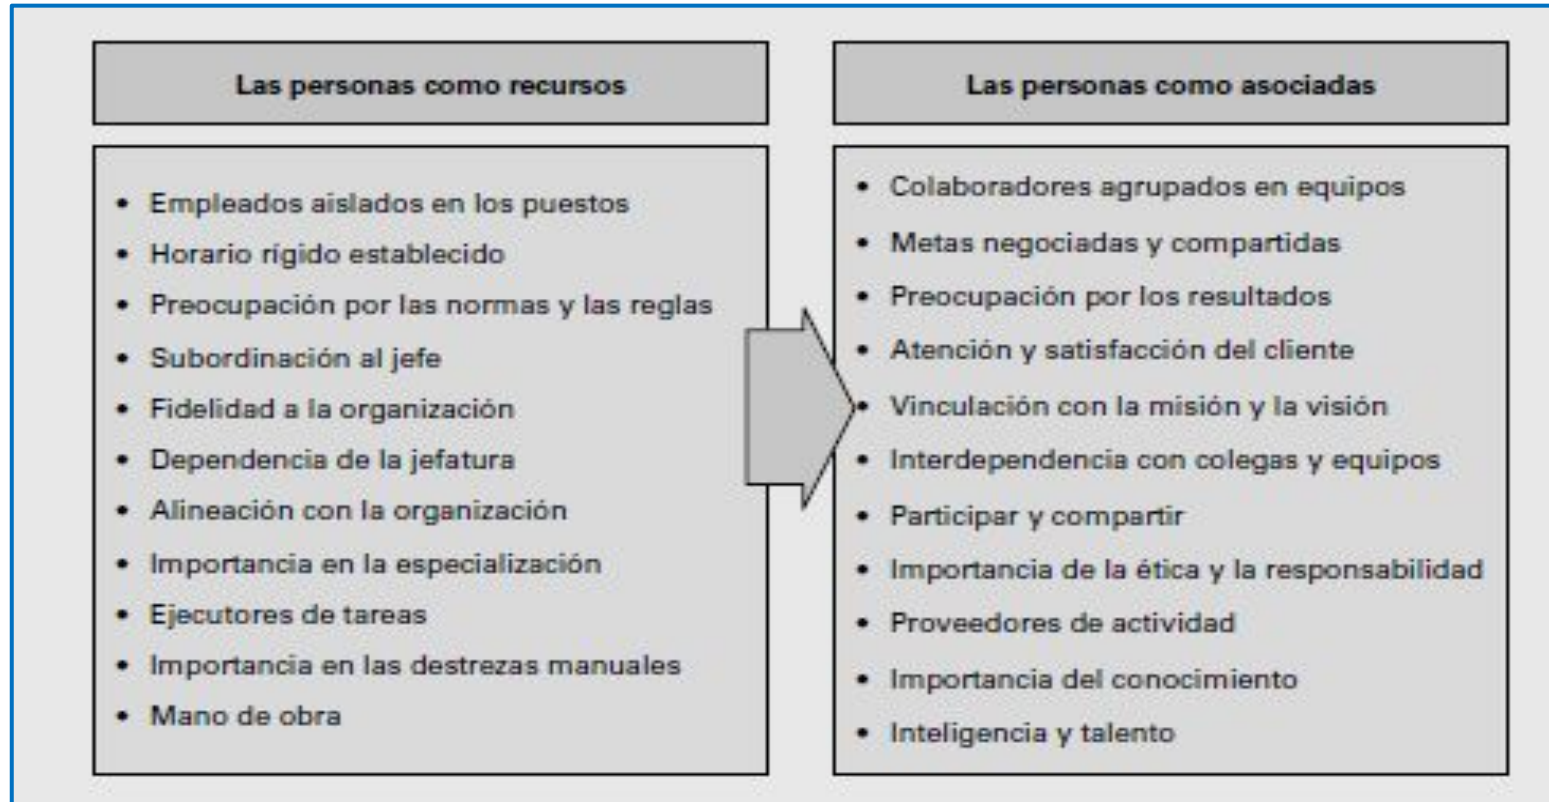 Las personas como recursos
• Empleados aislados en los puestos
• Horario rígido establecido
• Preocupación por las normas y las reglas
• Subordinación al jefe
• Fidelidad a la organización
• Dependencia de la jefatura
• Alineación con la organización
• Importancia en la especialización
• Ejecutores de tareas
• Importancia en las destrezas manuales
• Mano de obra
Las personas como asociadas
• Colaboradores agrupados en equipos
• Metas negociadas y compartidas
• Preocupación por los resultados
• Atención y satisfacción del cliente
• Vinculación con la misión y la visión
• Interdependencia con colegas y equipos
• Participar y compartir
• Importancia de la ética y la responsabilidad
• Proveedores de actividad
• Importancia del conocimiento
• Inteligencia y talento